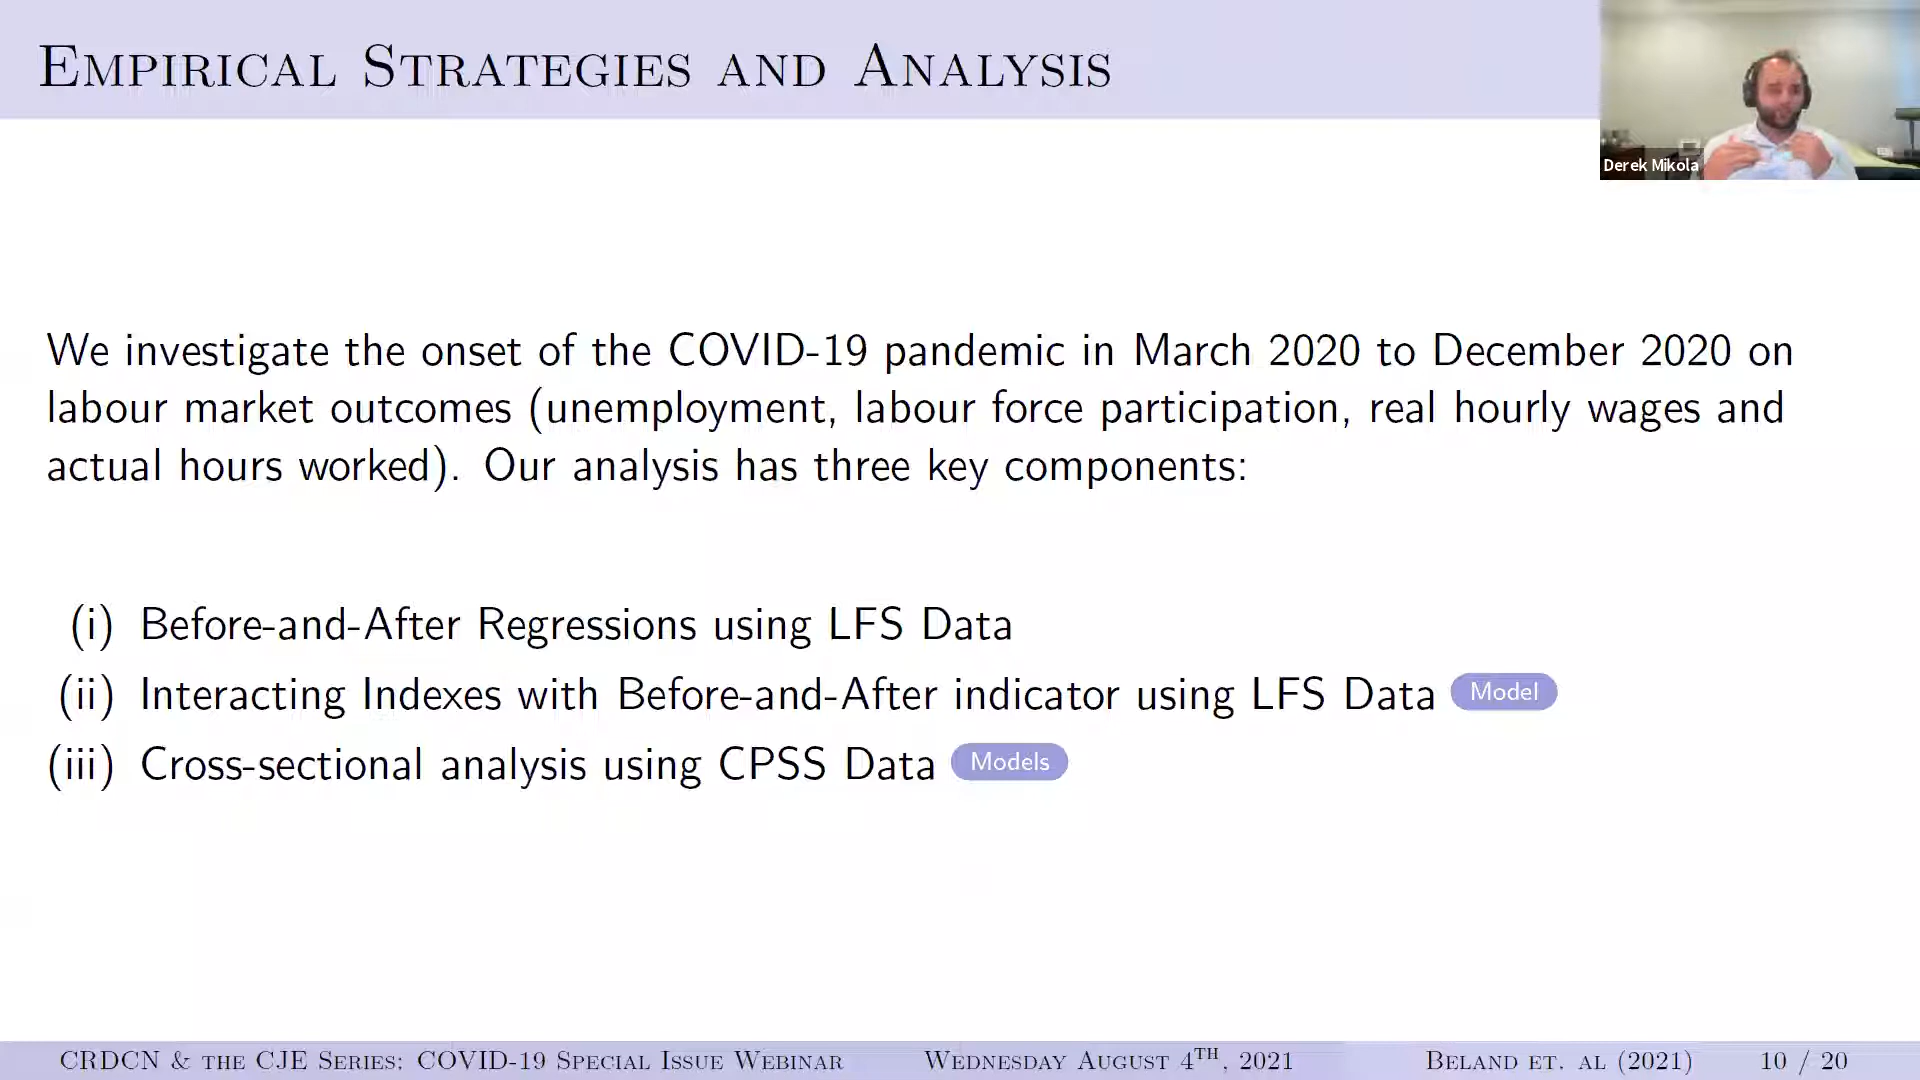 EMPIRICAL STRATEGIES AND ANALYSIS
Derek Mikola
We investigate the onset of the COVID-19 pandemic in March 2020 to December 2020 on
labour market outcomes (unemployment, labour force participation, real hourly wages and
actual hours worked). Our analysis has three key components:
(i) Before-and-After Regressions using LFS Data
(ii) Interacting Indexes with Before-and-After indicator using LFS Data Model
(iii) Cross-sectional analysis using CPSS Data Models
CRDCN & THE CJE SERIES: COVID-19 SPECIAL ISSUE WEBINAR WEDNESDAY AUGUST 4TH, 2021 BELAND ET. AL (2021) 10 / 20